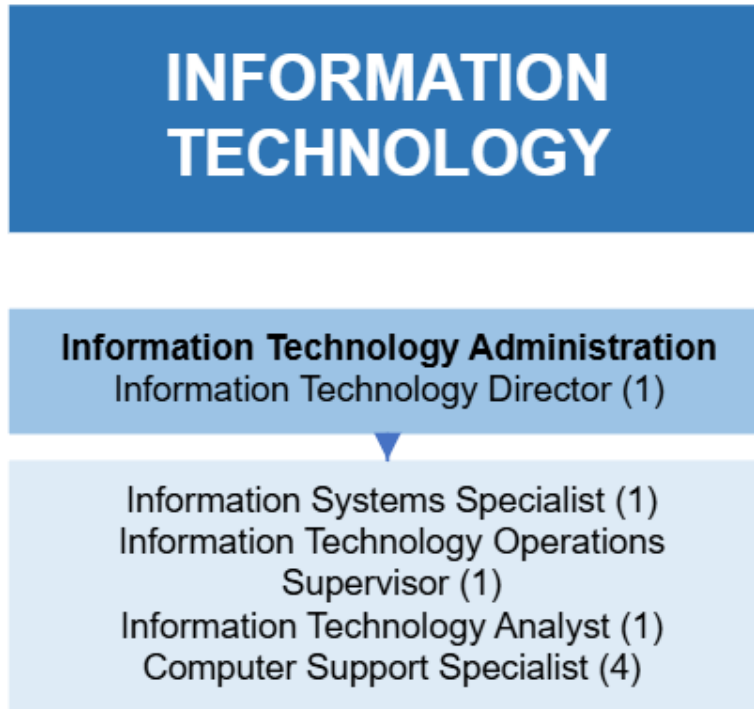 INFORMATION
TECHNOLOGY
Information Technology Administration
Information Technology Director (1)
Information Systems Specialist (1)
Information Technology Operations
Supervisor (1)
Information Technology Analyst (1)
Computer Support Specialist (4)